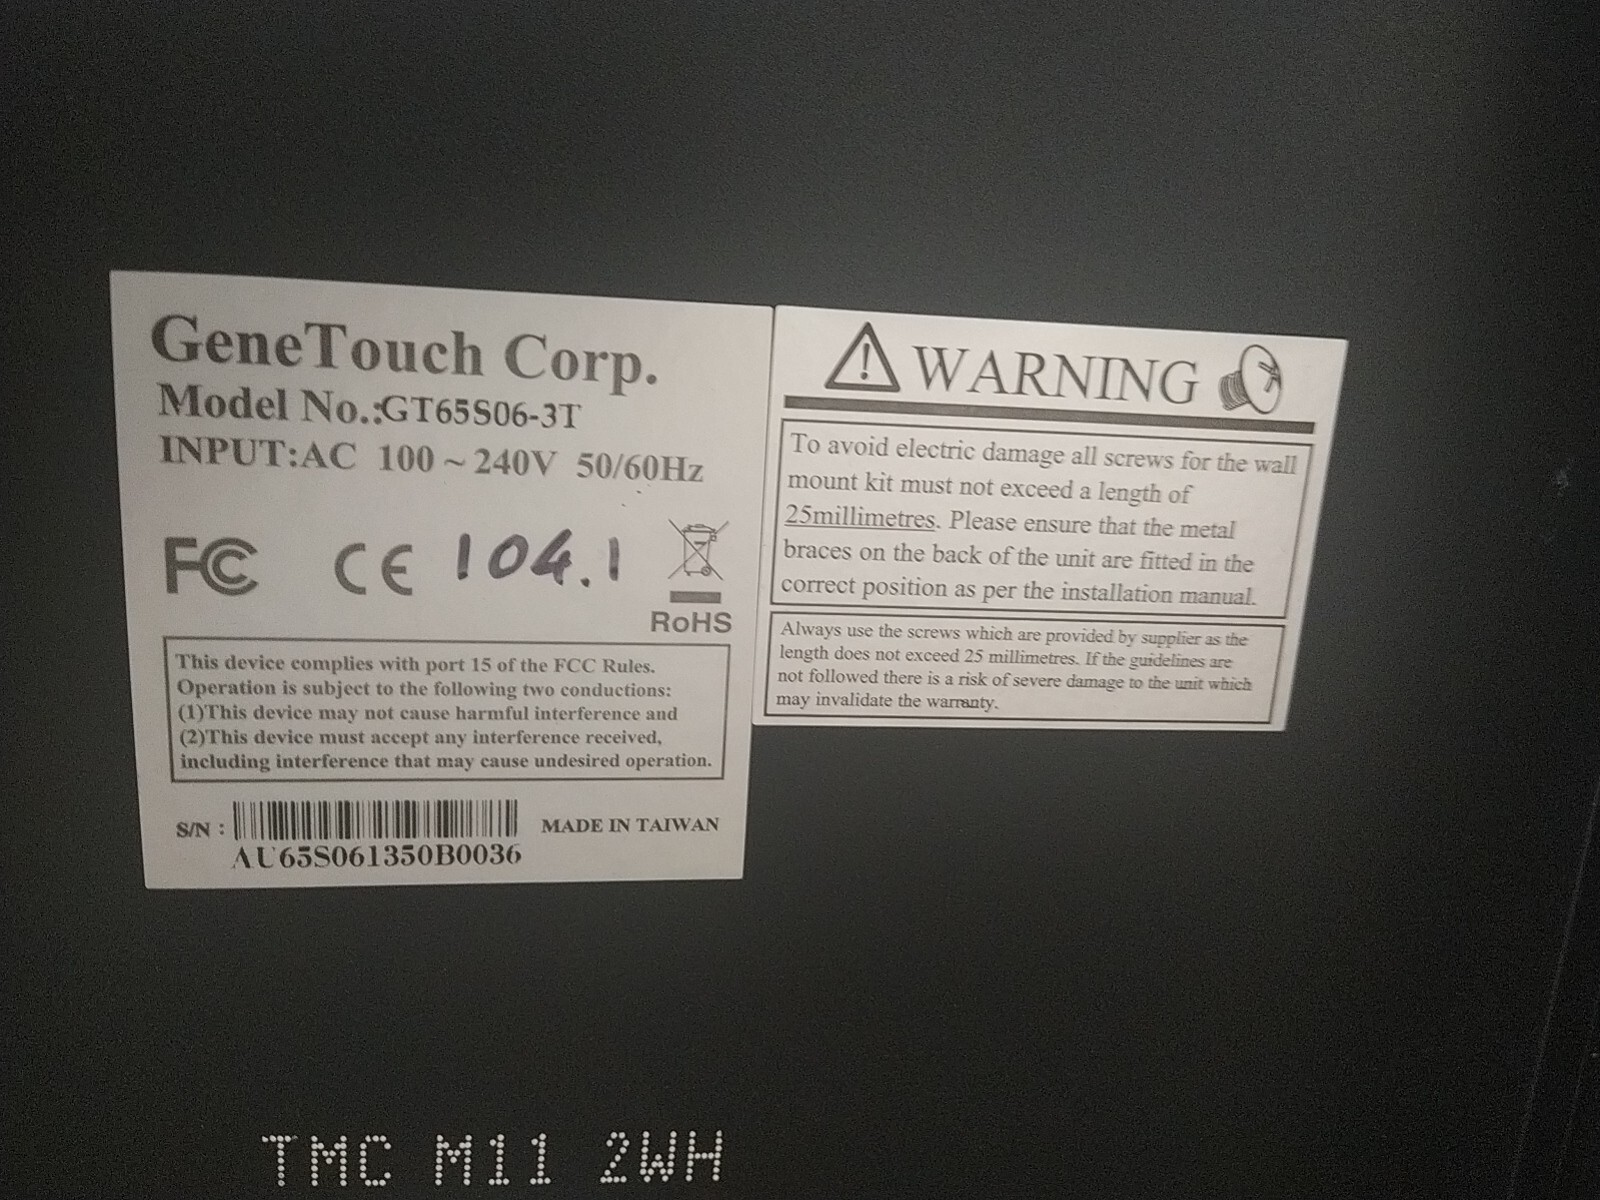 GeneTouch Corp.
Model No.:GT65S06-3T
INPUT:AC 100~240V 50/60Hz
FC CE 104.1
RoHS
This device complies with port 15 of the FCC Rules.
Operation is subject to the following two conductions:
(1)This device may not cause harmful interference and
(2)This device must accept any interference received,
including interference that may cause undesired operation.
S/N : MADE IN TAIWAN
AU65S061350B0036
WARNING
To avoid electric damage all screws for the wall
mount kit must not exceed a length of
25millimetres. Please ensure that the metal
braces on the back of the unit are fitted in the
correct position as per the installation manual.
Always use the screws which are provided by supplier as the
length does not exceed 25 millimetres. If the guidelines are
not followed there is a risk of severe damage to the unit which
may invalidate the warranty.
TMC M11 2WH